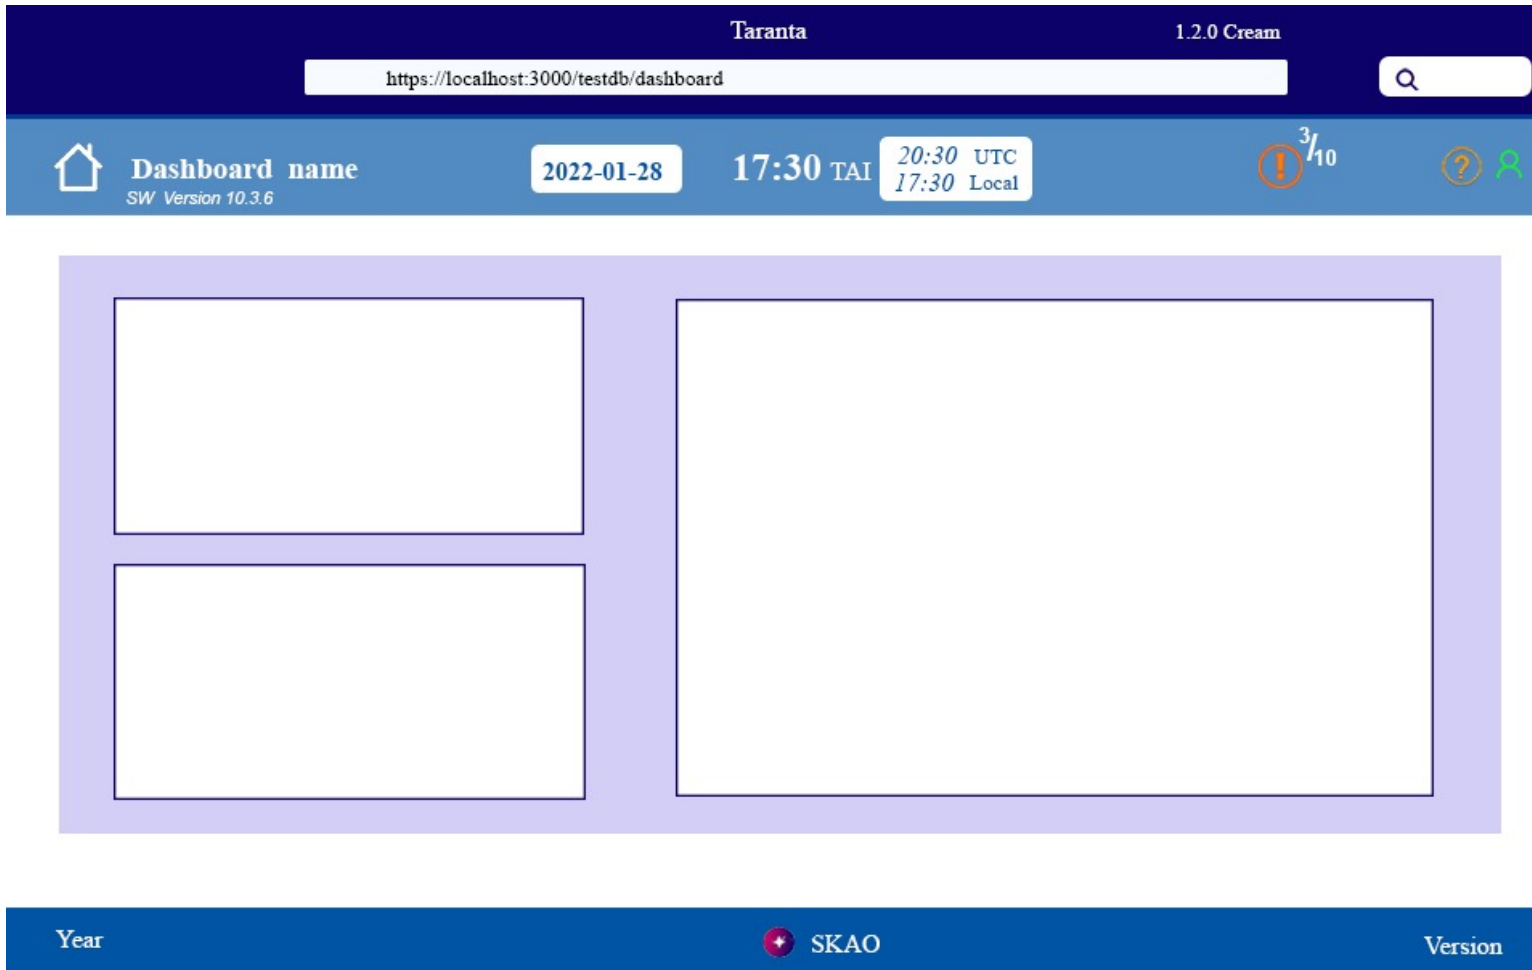 Taranta
1.2.0 Cream
https://localhost:3000/testdb/dashboard
Dashboard name
SW Version 10.3.6
2022-01-28
17:30 TAI
20:30 UTC
17:30 Local
!
3/10
?
Year
SKAO
Version